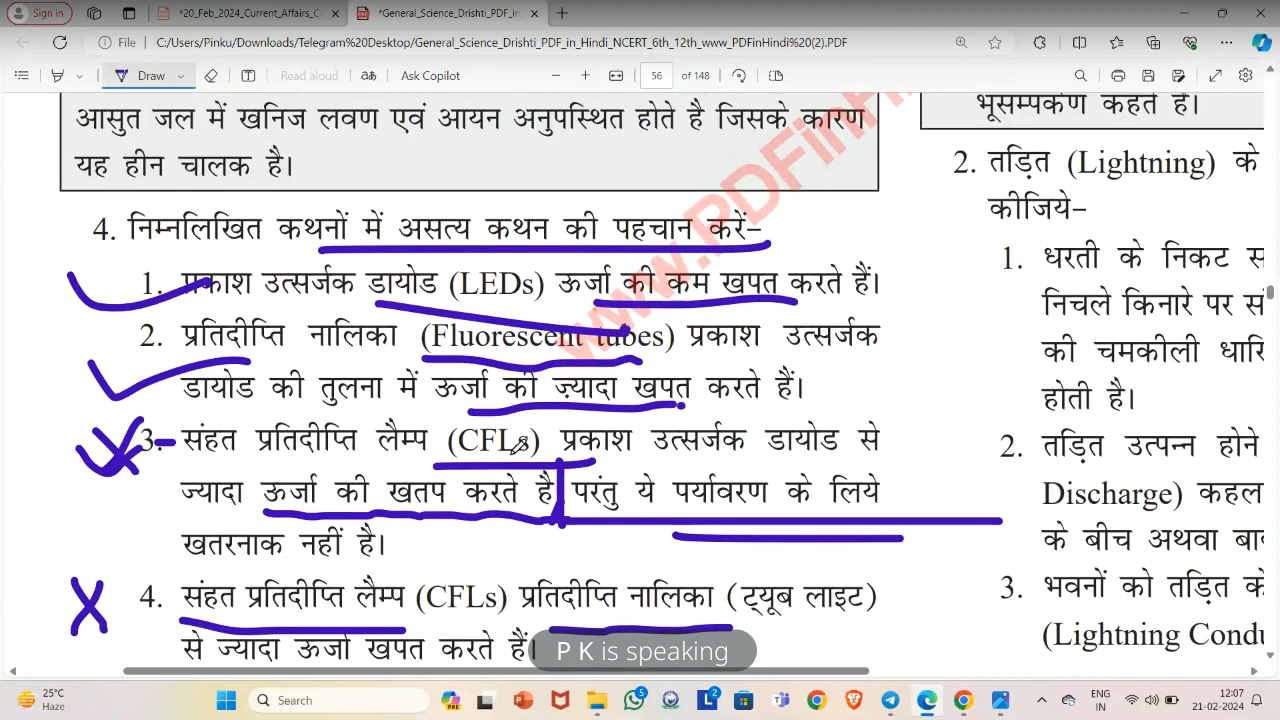 Sign in
*20_Feb_2024_Current_Affairs_C
*General_Science_Drishti_PDF_in
File
C:/Users/Pinku/Downloads/Telegram%20Desktop/General_Science_Drishti_PDF_in_Hindi_NCERT_6th_12th_www_PDFinHindi%20(2).PDF
Draw
Read aloud
Ask Copilot
56 of 148
आसुत जल में खनिज लवण एवं आयन अनुपस्थित होते है जिसके कारण
यह हीन चालक है।
4. निम्नलिखित कथनों में असत्य कथन की पहचान करें-
1. प्रकाश उत्सर्जक डायोड (LEDs) ऊर्जा की कम खपत करते हैं।
2. प्रतिदीप्ति नालिका (Fluorescent tubes) प्रकाश उत्सर्जक
डायोड की तुलना में ऊर्जा की ज़्यादा खपत करते हैं।
3- संहत प्रतिदीप्ति लैम्प (CFLs) प्रकाश उत्सर्जक डायोड से
ज्यादा ऊर्जा की खतप करते है परंतु ये पर्यावरण के लिये
खतरनाक नहीं है।
4. संहत प्रतिदीप्ति लैम्प (CFLs) प्रतिदीप्ति नालिका (ट्यूब लाइट)
से ज्यादा ऊर्जा खपत करते हैं।
www.PDFinH
भूसम्पर्कण कहते हैं।
2. तड़ित (Lightning) के
कीजिये-
1. धरती के निकट स
निचले किनारे पर स
की चमकीली धारि
होती है।
2. तड़ित उत्पन्न होने
Discharge) कहल
के बीच अथवा बा
3. भवनों को तड़ित क
(Lightning Condu
P K is speaking
25°C
Haze
Search
ENG
IN
12:07
21-02-2024